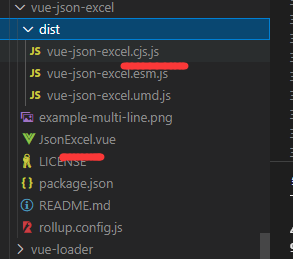 vue-json-excel
dist
JS vue-json-excel.cjs.js
JS vue-json-excel.esm.js
JS vue-json-excel.umd.js
example-multi-line.png
JsonExcel.vue
LICENSE
package.json
README.md
rollup.config.js
vue-loader